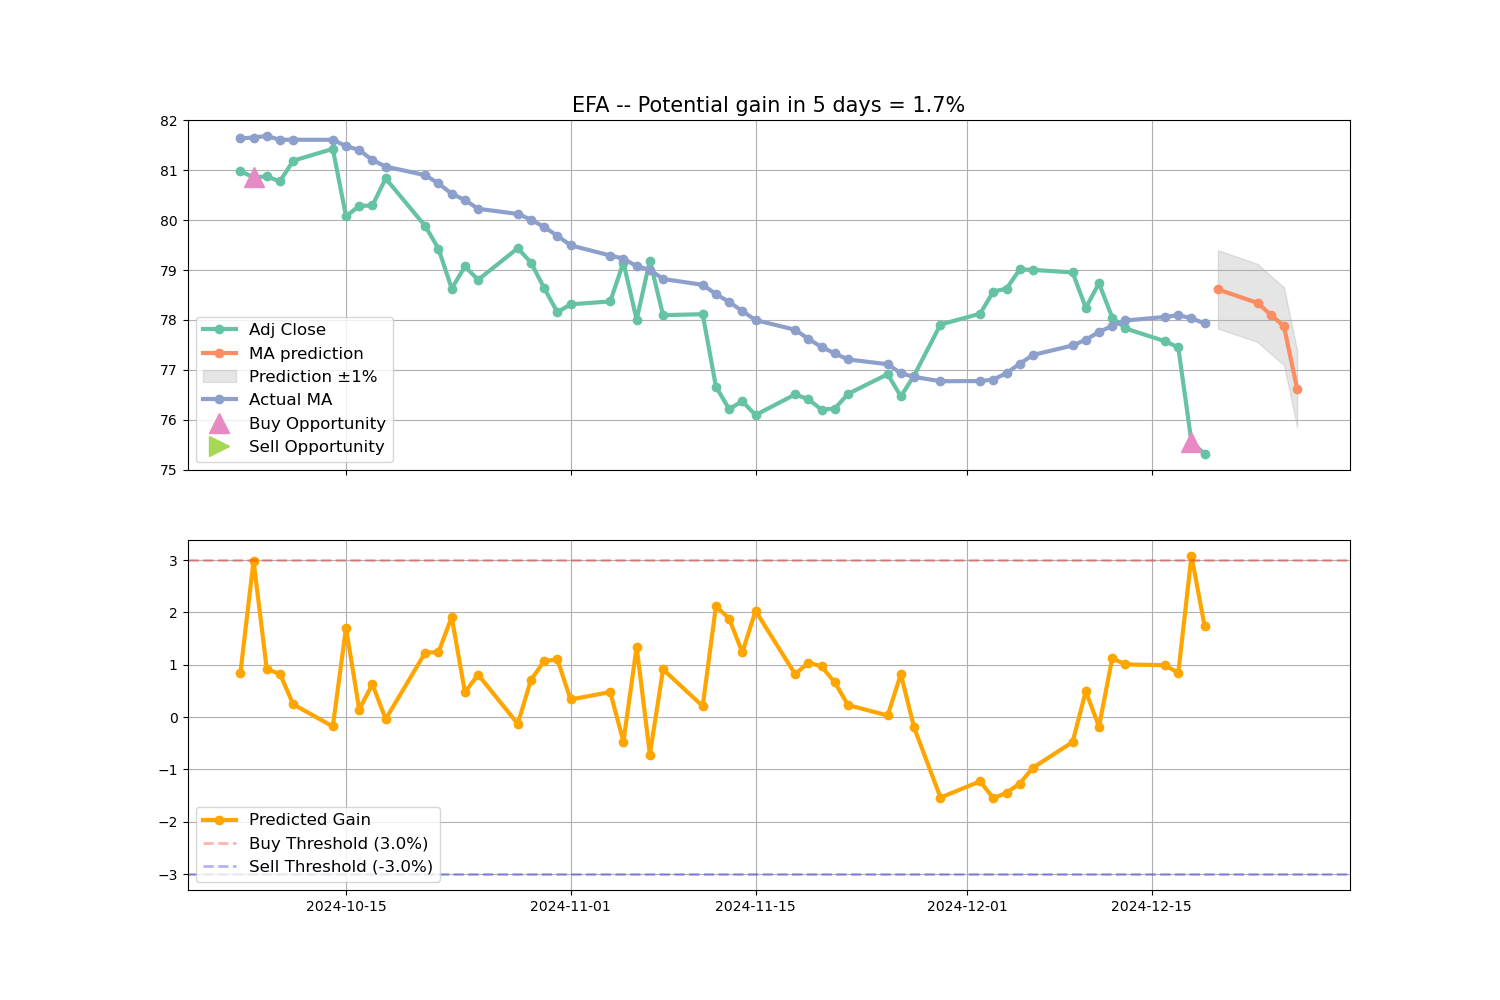 EFA -- Potential gain in 5 days = 1.7%
82
81
80
79
78
77
76
75
Adj Close
MA prediction
Prediction ±1%
Actual MA
Buy Opportunity
Sell Opportunity
3
2
1
0
−1
−2
−3
Predicted Gain
Buy Threshold (3.0%)
Sell Threshold (-3.0%)
2024-10-15
2024-11-01
2024-11-15
2024-12-01
2024-12-15